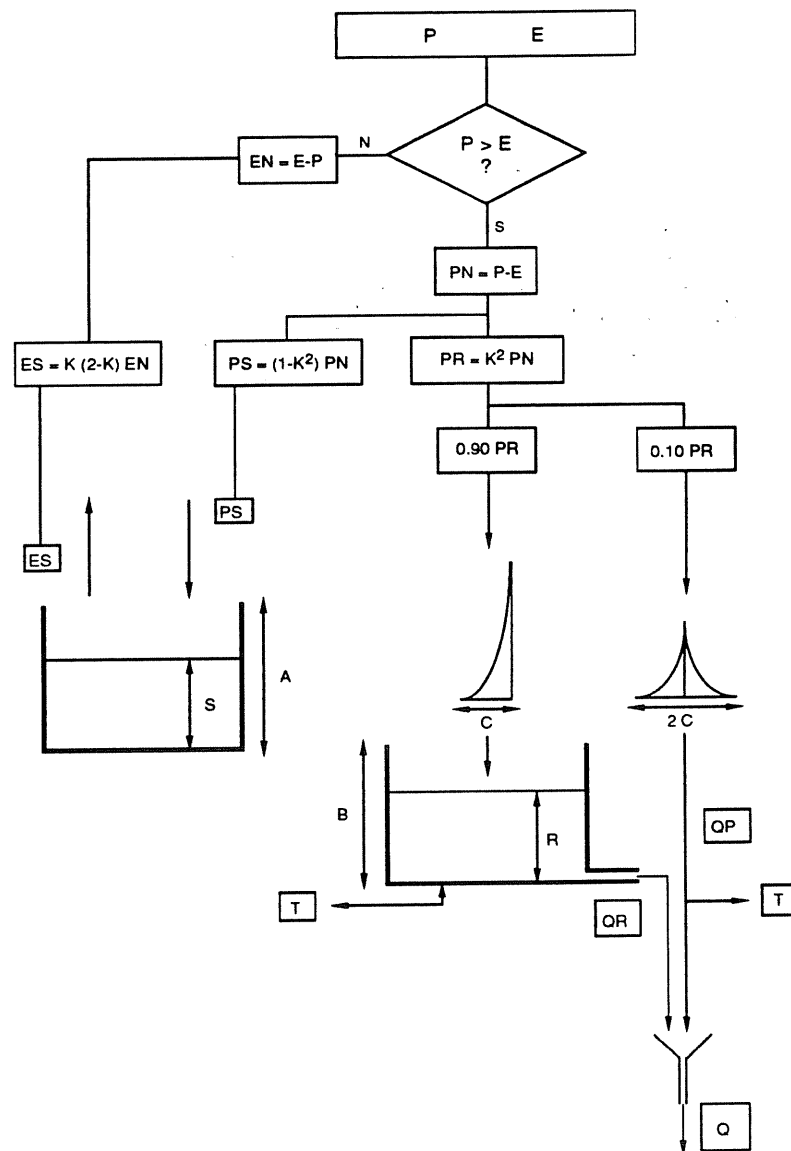 P E
P > E
?
N
EN = E-P
S
PN = P-E
ES = K (2-K) EN
PS = (1-K²) PN
PR = K² PN
0.90 PR
0.10 PR
PS
ES
A
S
C
2 C
B
R
QP
T
T
QR
Q